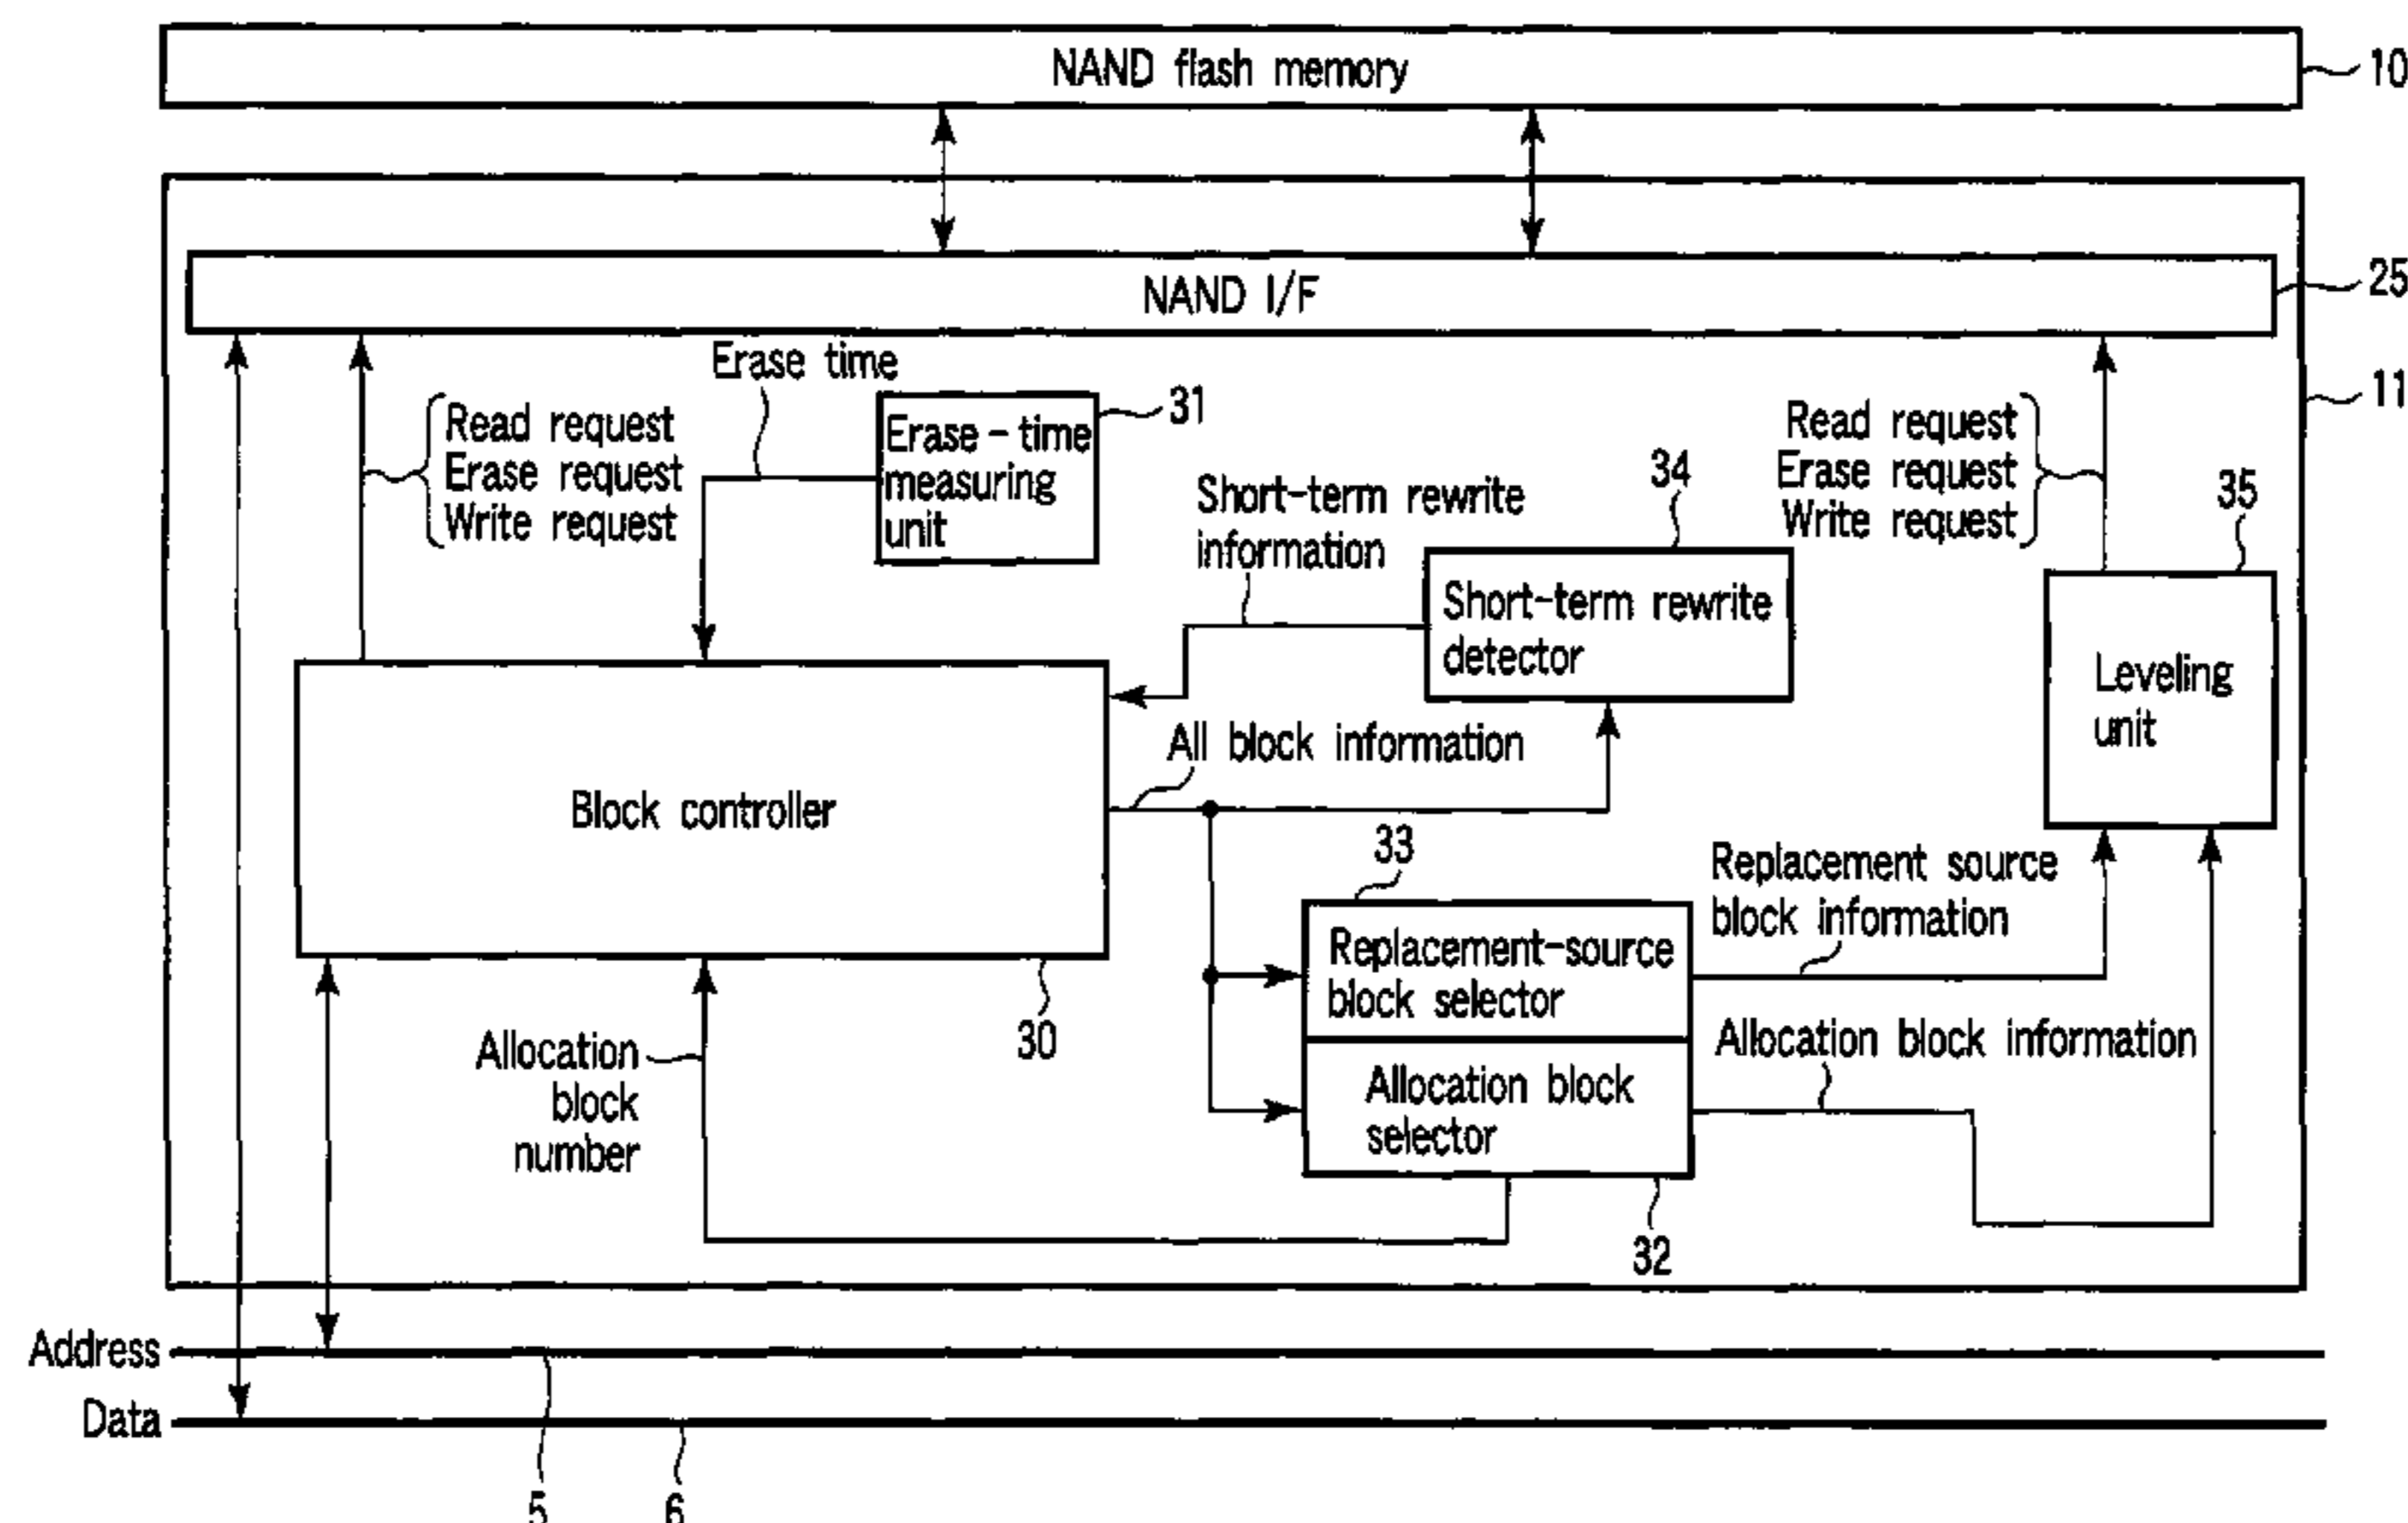 NAND flash memory
10
NAND I/F
25
11
Erase time
Erase-time
measuring
unit
31
Read request
Erase request
Write request
Short-term rewrite
information
34
Short-term rewrite
detector
Read request
Erase request
Write request
35
Leveling
unit
All block information
Block controller
30
33
Replacement-source
block selector
Replacement source
block information
Allocation block
selector
32
Allocation block information
Allocation
block
number
Address
Data
5
6